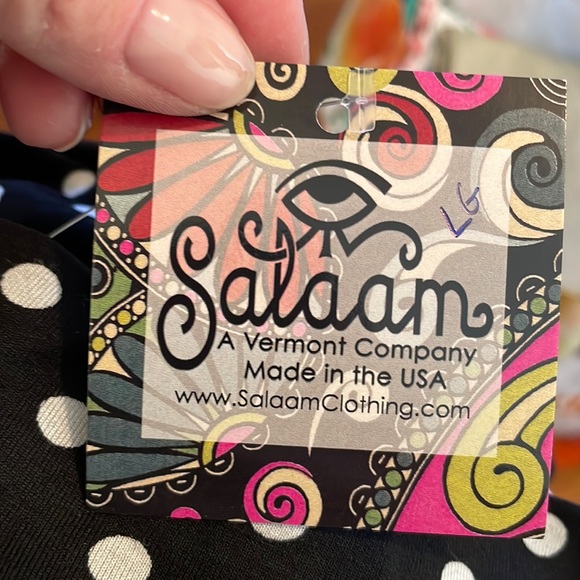 LG
Salaam
A Vermont Company
Made in the USA
www.SalaamClothing.com